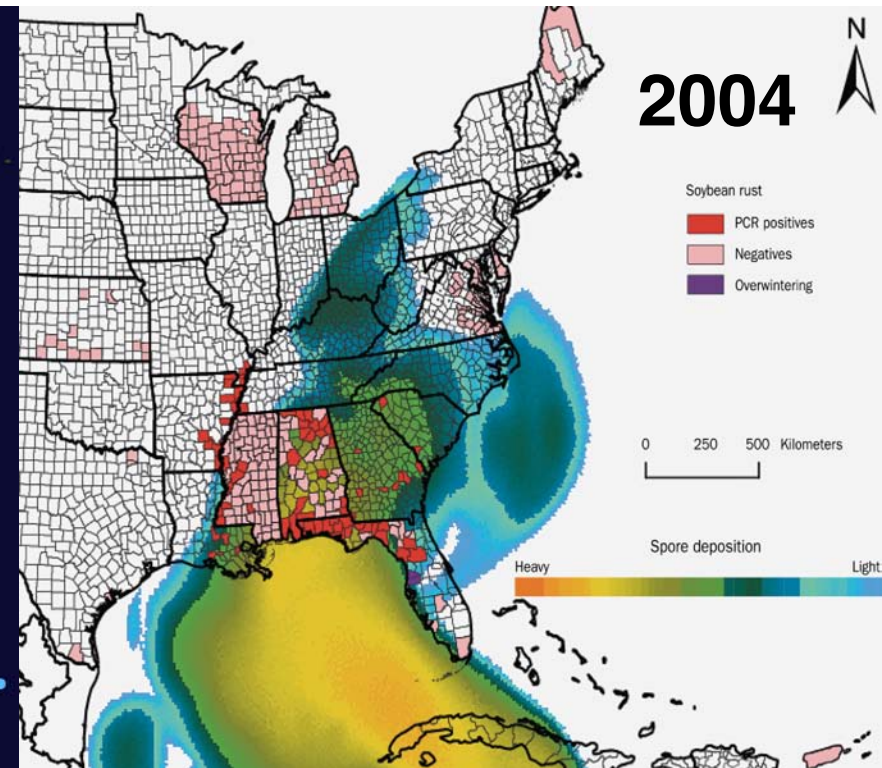 N
2004
Soybean rust
PCR positives
Negatives
Overwintering
0 250 500 Kilometers
Spore deposition
Heavy Light